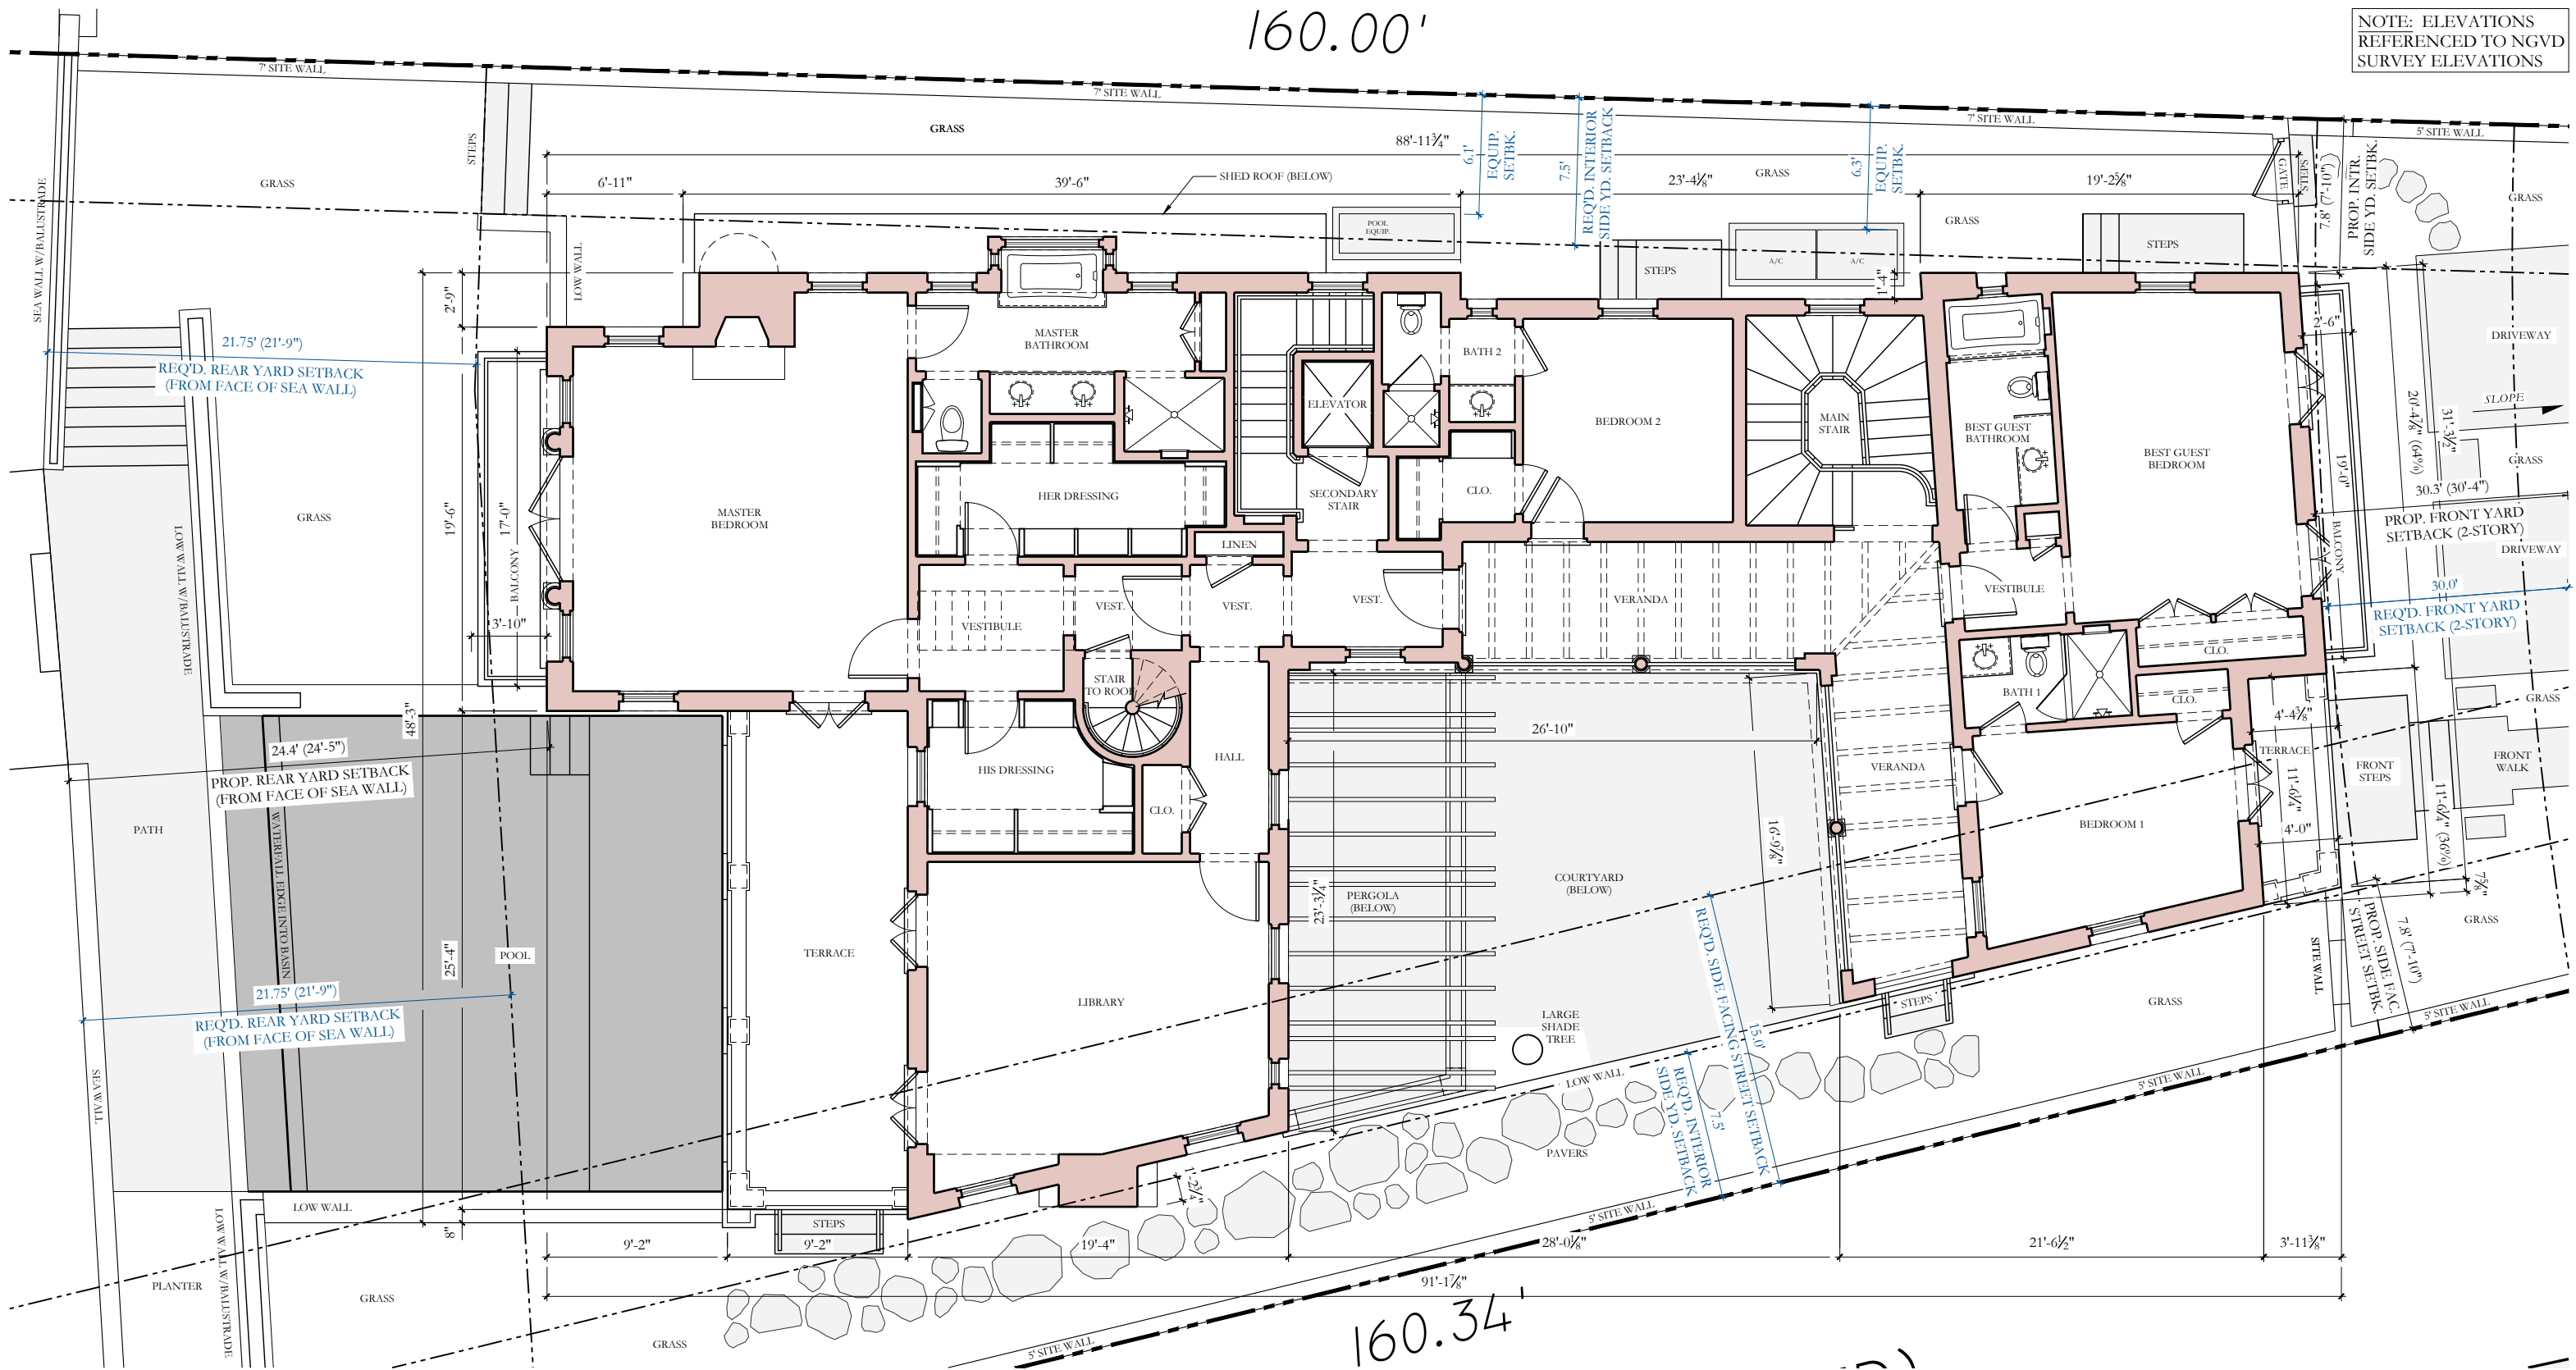 160.00'
NOTE: ELEVATIONS
REFERENCED TO NGVD
SURVEY ELEVATIONS
7' SITE WALL
7' SITE WALL
7' SITE WALL
5' SITE WALL
GRASS
88'-11¾"
STEPS
SEA WALL W/BALUSTRADE
GRASS
6'-11"
39'-6"
SHED ROOF (BELOW)
6.1'
EQUIP.
SETBK.
7.5'
REQ'D. INTERIOR
SIDE YD. SETBACK
23'-4⅛"
GRASS
6.3'
EQUIP.
SETBK.
19'-2⅝"
GATE
STEPS
7.8' (7'-10")
PROP. INTR.
SIDE YD. SETBK.
GRASS
POOL
EQUIP.
GRASS
STEPS
LOW WALL
2'-9"
STEPS
A/C
A/C
1'-4"
21.75' (21'-9")
REQ'D. REAR YARD SETBACK
(FROM FACE OF SEA WALL)
MASTER
BATHROOM
BATH 2
ELEVATOR
BEDROOM 2
MAIN
STAIR
BEST GUEST
BATHROOM
BEST GUEST
BEDROOM
2'-6"
DRIVEWAY
SLOPE
20'-4⅞" (64%)
31'-3½"
19'-0"
GRASS
30.3' (30'-4")
PROP. FRONT YARD
SETBACK (2-STORY)
BALCONY
DRIVEWAY
30.0'
REQ'D. FRONT YARD
SETBACK (2-STORY)
GRASS
LOW WALL W/BALUSTRADE
19'-6"
17'-0"
BALCONY
3'-10"
MASTER
BEDROOM
HER DRESSING
SECONDARY
STAIR
CLO.
LINEN
VESTIBULE
VEST.
VEST.
VEST.
VERANDA
VESTIBULE
CLO.
BATH 1
CLO.
STAIR
TO ROOF
48'-3"
24.4' (24'-5")
PROP. REAR YARD SETBACK
(FROM FACE OF SEA WALL)
HIS DRESSING
CLO.
HALL
26'-10"
VERANDA
4'-4⅜"
TERRACE
11'-6¼"
4'-0"
FRONT
STEPS
FRONT
WALK
GRASS
11'-6¼" (36%)
7⅝"
PATH
WATERFALL EDGE INTO BASIN
16'-9⅞"
BEDROOM 1
23'-3¼"
PERGOLA
(BELOW)
COURTYARD
(BELOW)
REQ'D. SIDE FACING STREET SETBACK
15.0'
GRASS
7.8' (7'-10")
PROP. SIDE FAC.
STREET SETBK.
SITE WALL
25'-4"
POOL
TERRACE
LIBRARY
21.75' (21'-9")
REQ'D. REAR YARD SETBACK
(FROM FACE OF SEA WALL)
LARGE
SHADE
TREE
LOW WALL
STEPS
GRASS
5' SITE WALL
SEA WALL
REQ'D. INTERIOR
SIDE YD. SETBACK
7.5'
5' SITE WALL
PAVERS
LOW WALL
8"
STEPS
5' SITE WALL
LOW WALL W/BALUSTRADE
9'-2"
9'-2"
19'-4"
28'-0⅛"
21'-6½"
3'-11⅜"
91'-1⅞"
PLANTER
GRASS
GRASS
5' SITE WALL
160.34'